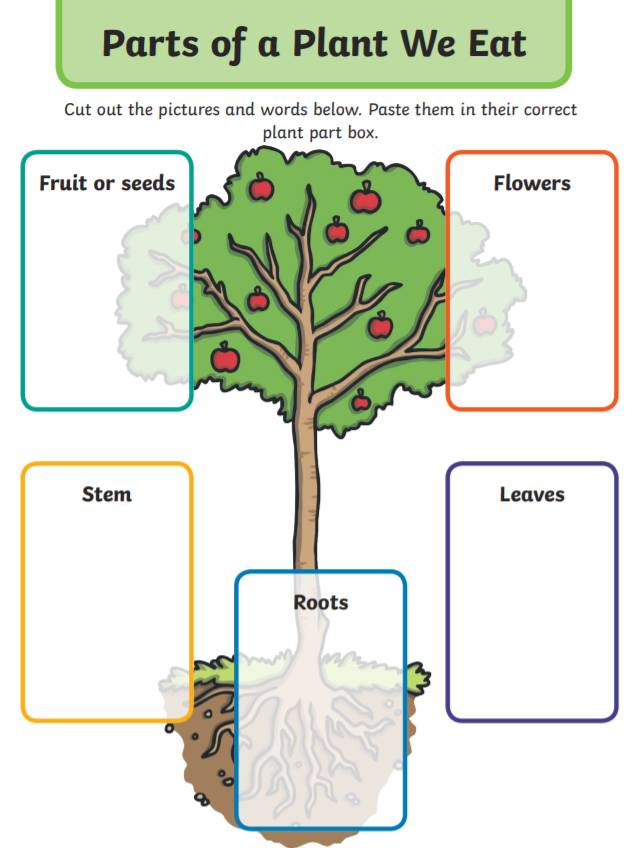 Parts of a Plant We Eat
Cut out the pictures and words below. Paste them in their correct
plant part box.
Fruit or seeds
Flowers
Stem
Leaves
Roots